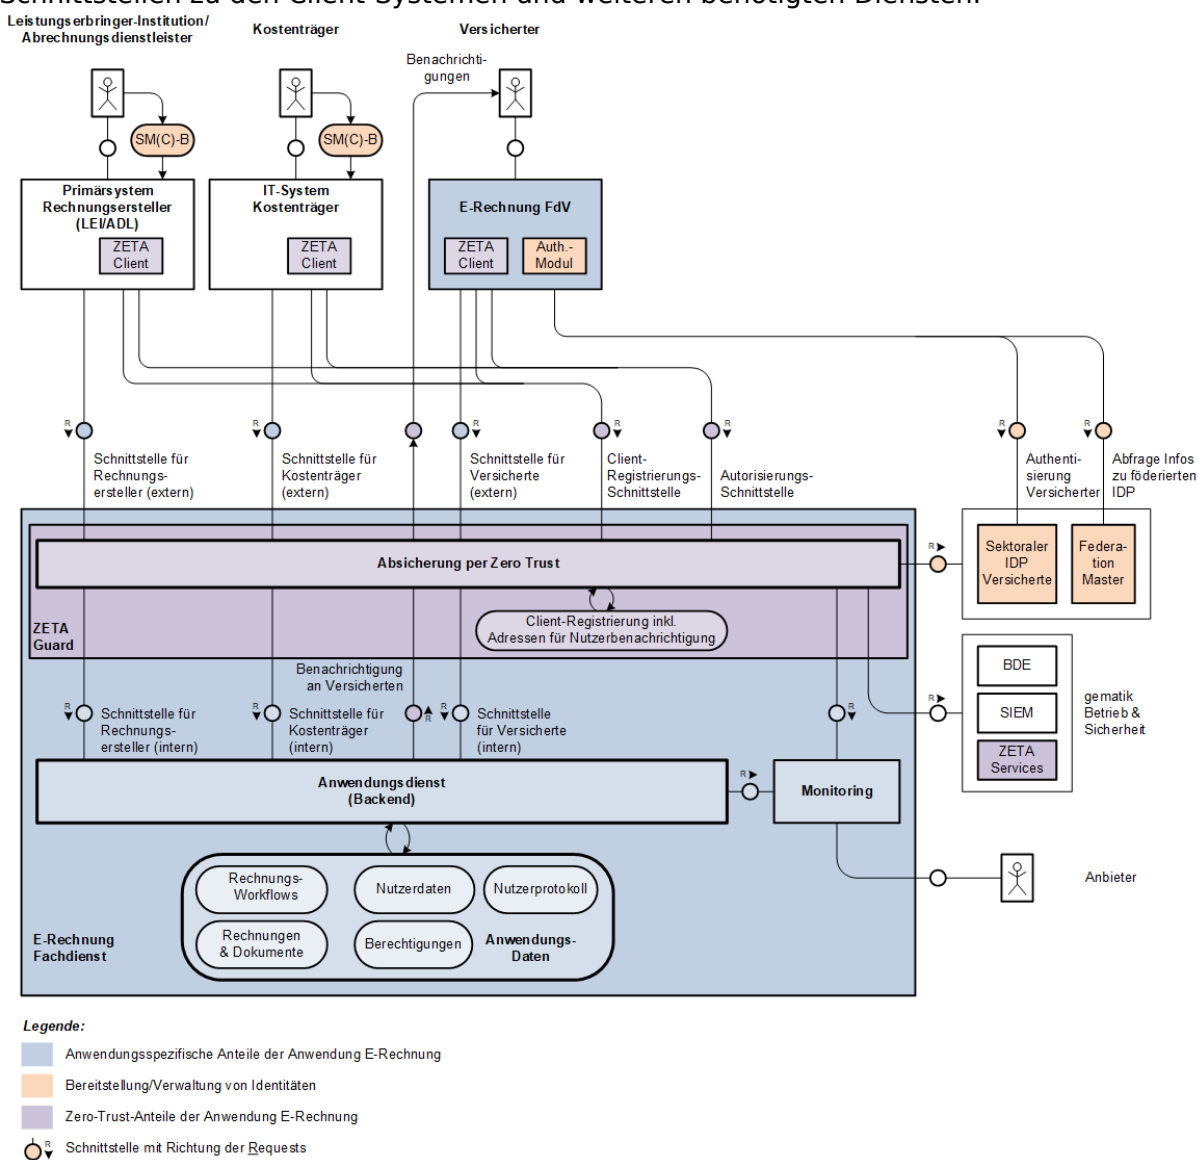 Schnittstellen zu den Client-Systemen und weiteren benötigten Diensten.
Leistungserbringer-Institution/
Abrechnungsdienstleister
Kostenträger
Versicherter
Benachrichti-
gungen
SM(C)-B
SM(C)-B
Primärsystem
Rechnungsersteller
(LEI/ADL)
ZETA
Client
IT-System
Kostenträger
ZETA
Client
E-Rechnung FdV
ZETA
Client
Auth.-
Modul
R
R
R
R
R
R
R
Schnittstelle für
Rechnungs-
ersteller (extern)
Schnittstelle für
Kostenträger
(extern)
Schnittstelle für
Versicherte
(extern)
Client-
Registrierungs-
Schnittstelle
Autorisierungs-
Schnittstelle
Authenti-
sierung
Versicherter
Abfrage Infos
zu föderierten
IDP
Absicherung per Zero Trust
R
Sektoraler
IDP
Versicherte
Federa-
tion
Master
Client-Registrierung inkl.
Adressen für Nutzerbenachrichtigung
ZETA
Guard
Benachrichtigung
an Versicherten
R
Schnittstelle für
Rechnungs-
ersteller (intern)
R
Schnittstelle für
Kostenträger
(intern)
R
R
Schnittstelle
für Versicherte
(intern)
R
R
BDE
SIEM
ZETA
Services
gematik
Betrieb &
Sicherheit
Anwendungsdienst
(Backend)
R
Monitoring
Rechnungs-
Workflows
Nutzerdaten
Nutzerprotokoll
Rechnungen
& Dokumente
Berechtigungen
Anwendungs-
Daten
Anbieter
E-Rechnung
Fachdienst
Legende:
Anwendungsspezifische Anteile der Anwendung E-Rechnung
Bereitstellung/Verwaltung von Identitäten
Zero-Trust-Anteile der Anwendung E-Rechnung
R
Schnittstelle mit Richtung der Requests